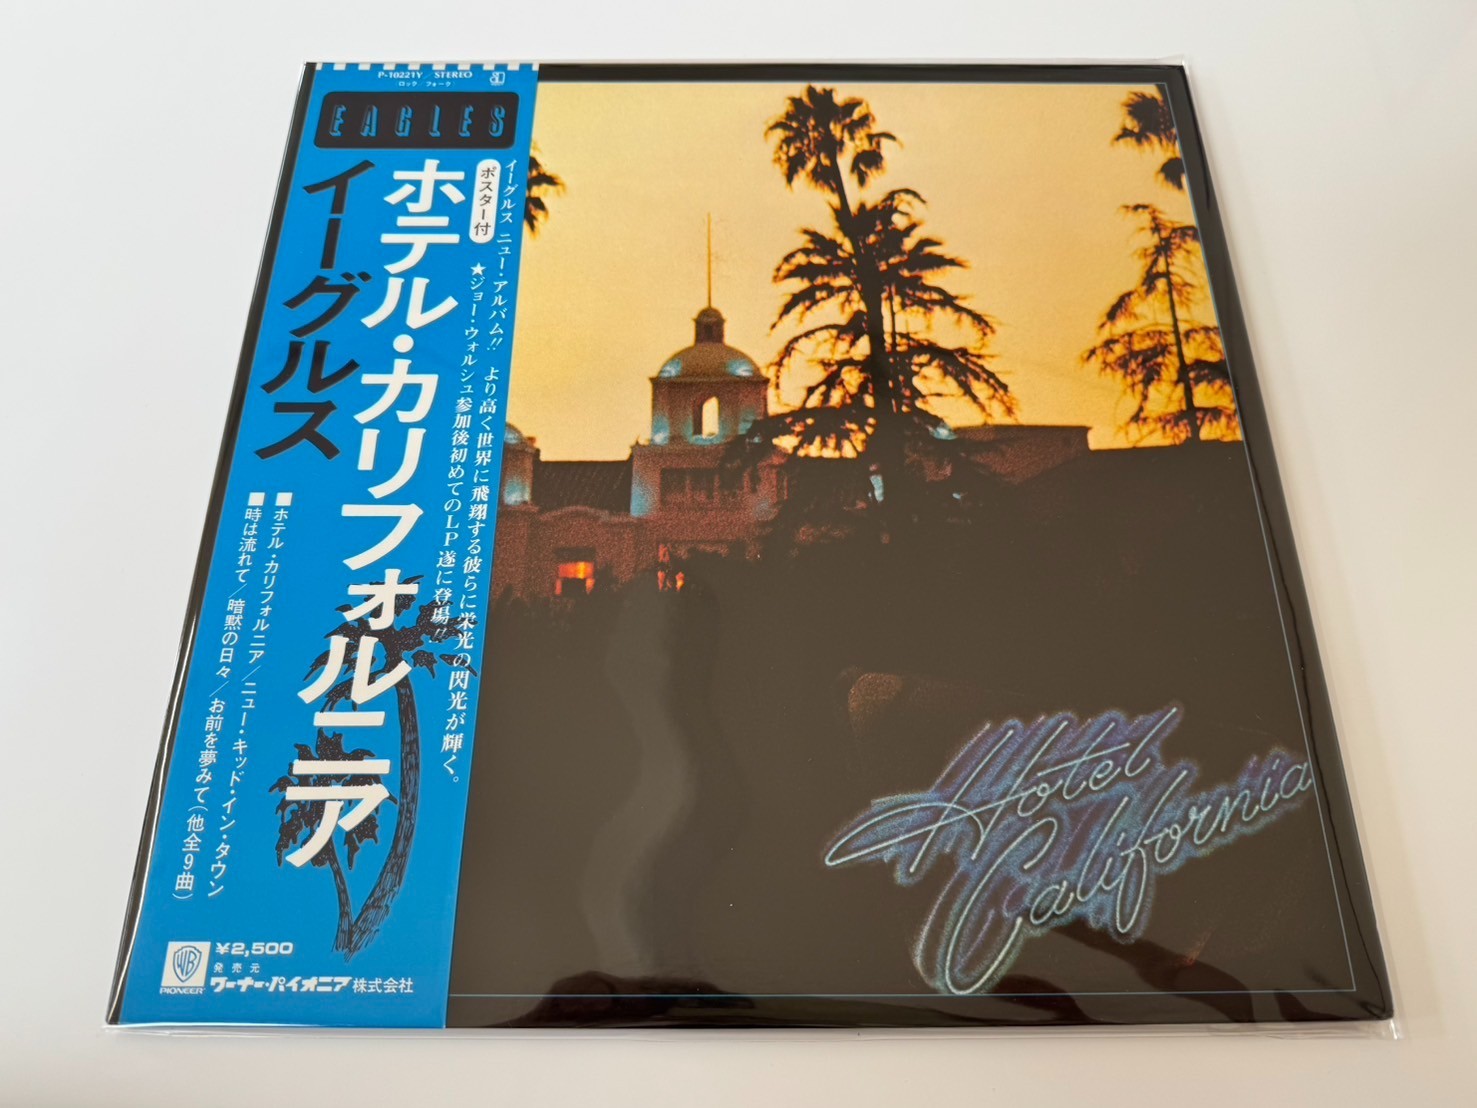 P-10221Y／STEREO
ロック／フォーク
EAGLES
イーグルス ニュー・アルバム!! より高く世界に飛翔する彼らに栄光の閃光が輝く。
ポスター付
★ジョー・ウォルシュ参加後初めてのLP遂に登場!!
ホテル・カリフォルニア
イーグルス
■ホテル・カリフォルニア／ニュー・キッド・イン・タウン
■時は流れて／暗黙の日々／お前を夢みて(他全9曲)
WB
PIONEER
¥2,500
発売元
ワーナー・パイオニア株式会社
Hotel
California